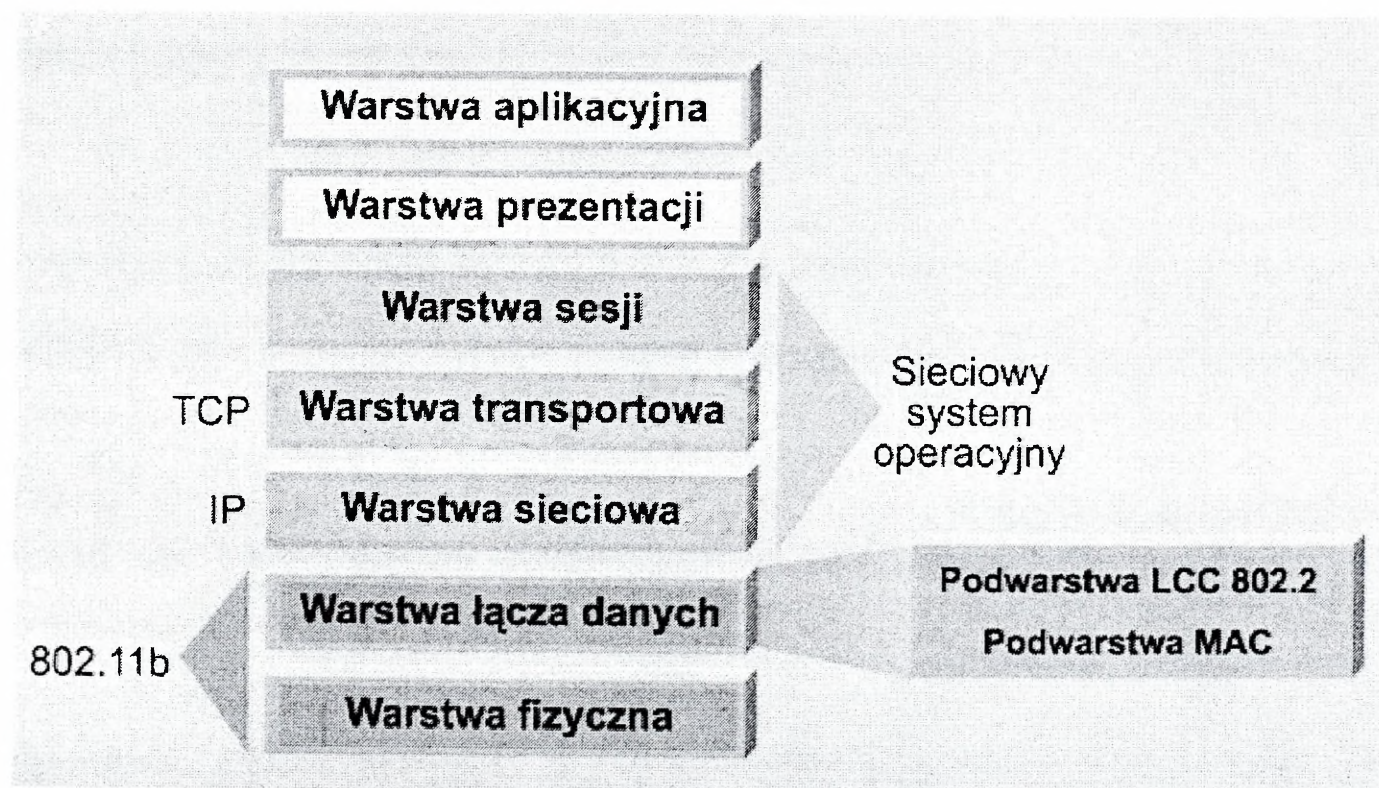 Warstwa aplikacyjna
Warstwa prezentacji
Warstwa sesji
TCP
Warstwa transportowa
IP
Warstwa sieciowa
Sieciowy
system
operacyjny
802.11b
Warstwa łącza danych
Warstwa fizyczna
Podwarstwa LCC 802.2
Podwarstwa MAC